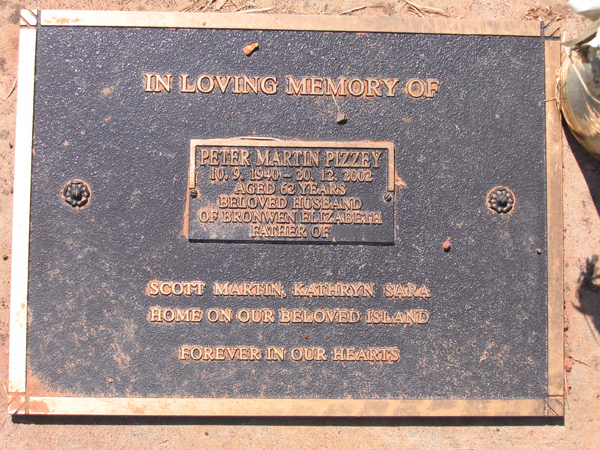 IN LOVING MEMORY OF
PETER MARTIN PIZZEY
10. 9. 1940 – 20. 12. 2002
AGED 62 YEARS
BELOVED HUSBAND
OF BRONWEN ELIZABETH
FATHER OF
SCOTT MARTIN, KATHRYN SARA
HOME ON OUR BELOVED ISLAND
FOREVER IN OUR HEARTS